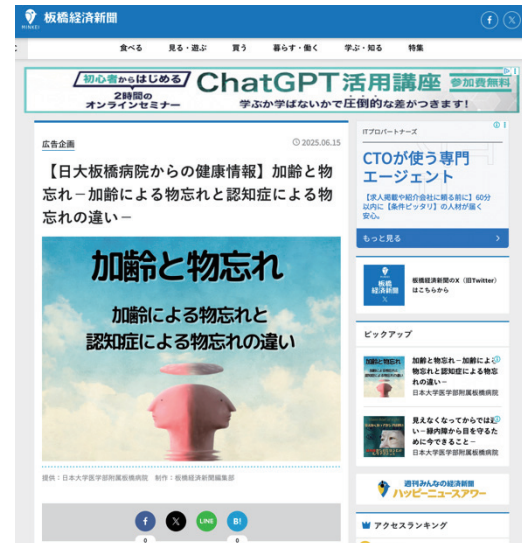 板橋経済新聞
MINKEI
食べる 見る・遊ぶ 買う 暮らす・働く 学ぶ・知る 特集
初心者からはじめる
2時間の
オンラインセミナー
ChatGPT活用講座
参加費無料
学ぶか学ばないかで圧倒的な差がつきます!
広告企画
2025.06.15
【日大板橋病院からの健康情報】加齢と物
忘れ－加齢による物忘れと認知症による物
忘れの違い－
加齢と物忘れ
加齢による物忘れと
認知症による物忘れの違い
提供：日本大学医学部附属板橋病院 制作：板橋経済新聞編集部
f X LINE B!
0 0
ITプロパートナーズ
CTOが使う専門
エージェント
【求人掲載や紹介会社に頼る前に】60分
以内に【条件ピッタリ】の人材が届く
安心。
もっと見る
板橋
経済新聞
板橋経済新聞のX（旧Twitter）
はこちらから
ピックアップ
加齢と物忘れ
加齢と物忘れ－加齢によ
物忘れと認知症による物忘
れの違い－
日本大学医学部附属板橋病院
見えなくなってからでは
い－緑内障から目を守るた
めに今できること－
日本大学医学部附属板橋病院
週刊みんなの経済新聞
ハッピーニュースアワー
アクセスランキング